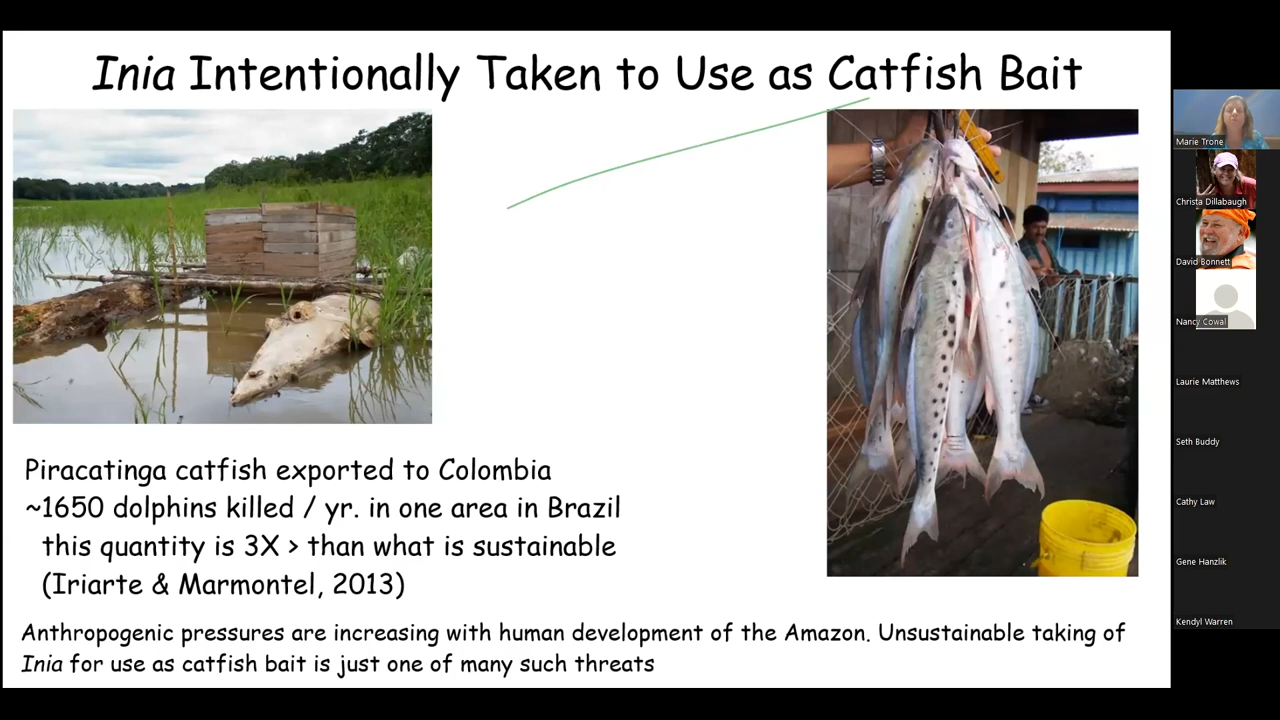 Inia Intentionally Taken to Use as Catfish Bait
Piracatinga catfish exported to Colombia
~1650 dolphins killed / yr. in one area in Brazil
this quantity is 3X > than what is sustainable
(Iriarte & Marmontel, 2013)
Anthropogenic pressures are increasing with human development of the Amazon. Unsustainable taking of
Inia for use as catfish bait is just one of many such threats
Marie Trone
Christa Dillabaugh
David Bonnett
Nancy Cowal
Laurie Matthews
Seth Buddy
Cathy Law
Gene Hanzlik
Kendyl Warren